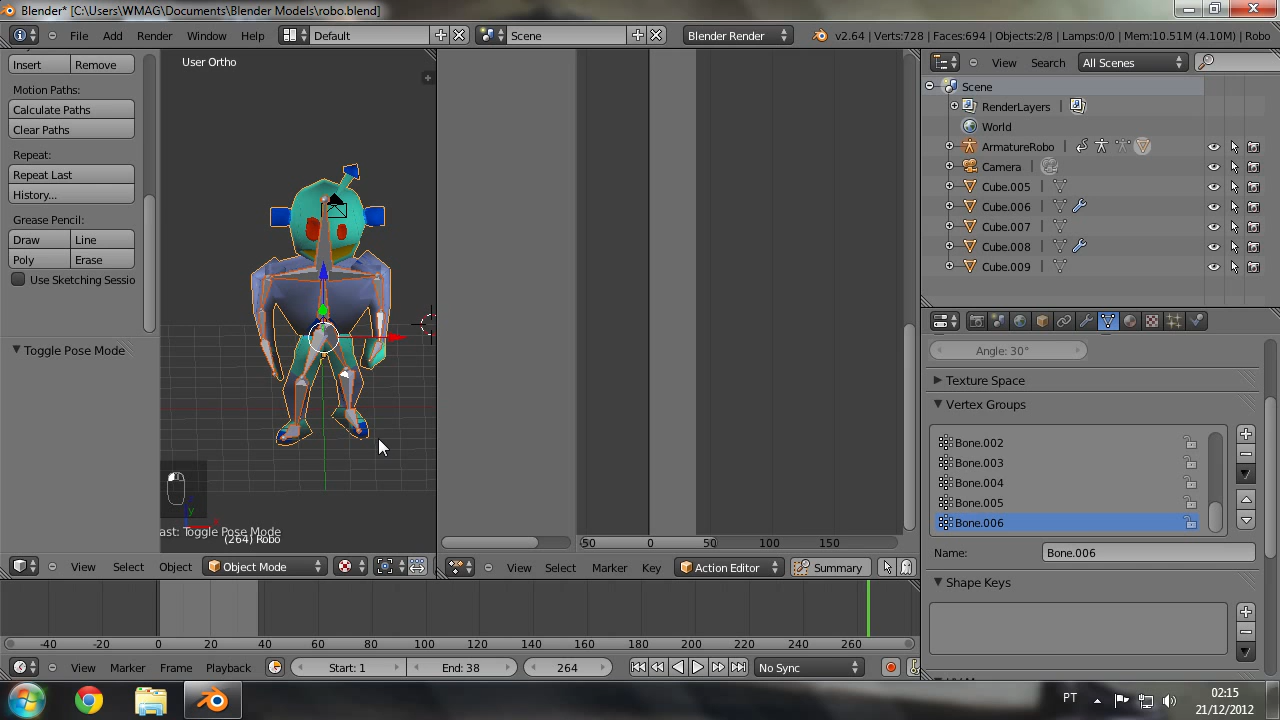 Blender* [C:\Users\WMAG\Documents\Blender Models\robo.blend]
File Add Render Window Help Default Scene Blender Render v2.64 | Verts:728 | Faces:694 | Objects:2/8 | Lamps:0/0 | Mem:10.51M (4.10M) | Robo
Insert Remove
Motion Paths:
Calculate Paths
Clear Paths
Repeat:
Repeat Last
History...
Grease Pencil:
Draw Line
Poly Erase
Use Sketching Sessio
Toggle Pose Mode
User Ortho
y
ast: Toggle Pose Mode
(264) Robo
View Select Object Object Mode
-50 0 50 100 150
View Select Marker Key Action Editor Summary
View Search All Scenes
Scene
RenderLayers
World
ArmatureRobo
Camera
Cube.005
Cube.006
Cube.007
Cube.008
Cube.009
Angle: 30°
Texture Space
Vertex Groups
Bone.002
Bone.003
Bone.004
Bone.005
Bone.006
Name: Bone.006
Shape Keys
-40 -20 0 20 40 60 80 100 120 140 160 180 200 220 240 260
View Marker Frame Playback Start: 1 End: 38 264 No Sync
PT
02:15
21/12/2012